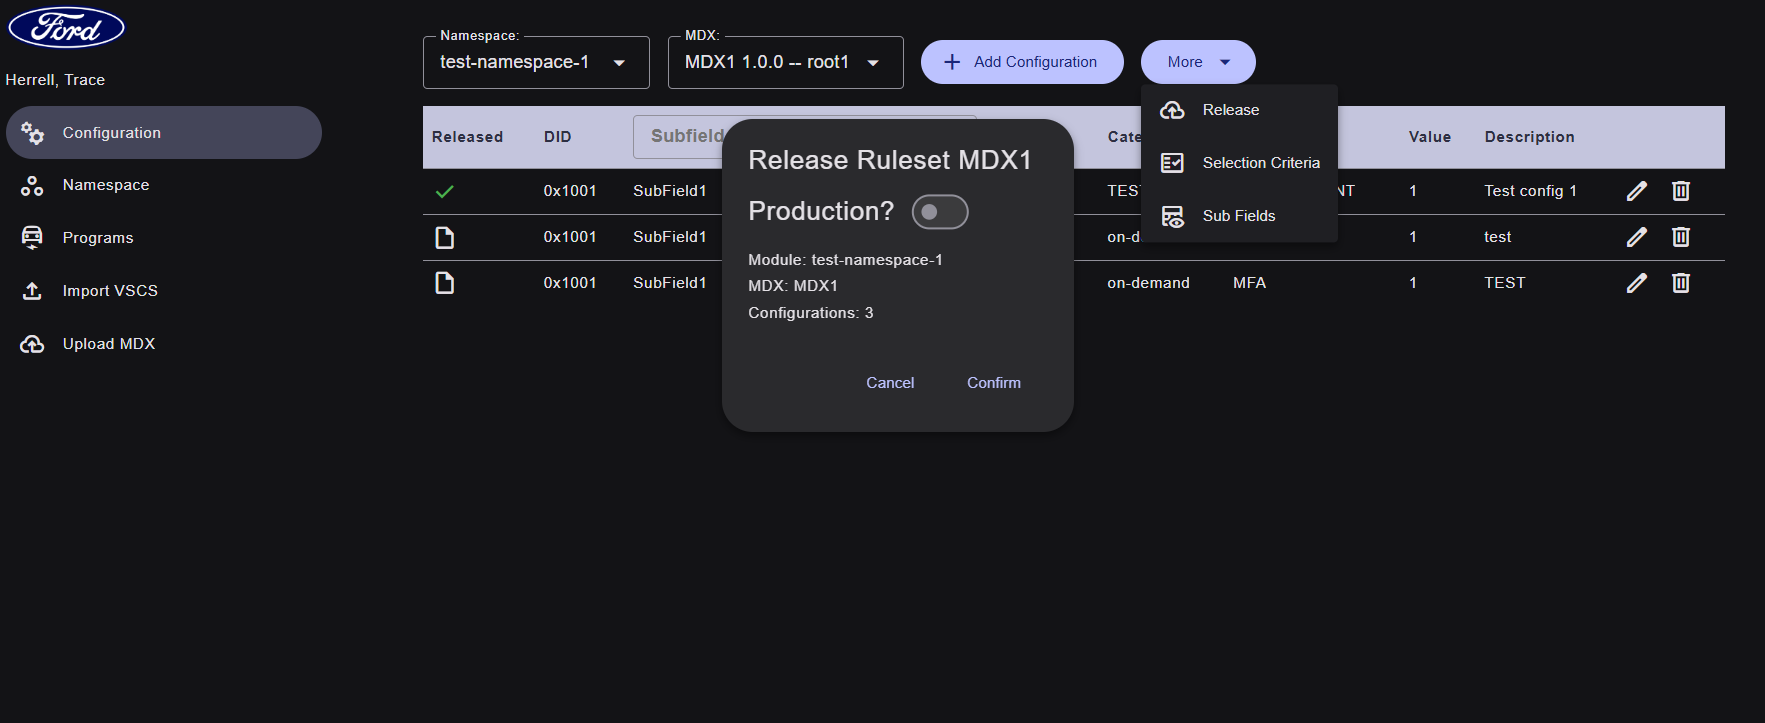 Ford
Herrell, Trace
Configuration
Namespace
Programs
Import VSCS
Upload MDX
Namespace:
test-namespace-1
MDX:
MDX1 1.0.0 -- root1
Add Configuration
More
Release
Selection Criteria
Sub Fields
Released DID Subfield Cate Value Description
0x1001 SubField1 TEST NT 1 Test config 1
0x1001 SubField1 on-d 1 test
0x1001 SubField1 on-demand MFA 1 TEST
Release Ruleset MDX1
Production?
Module: test-namespace-1
MDX: MDX1
Configurations: 3
Cancel Confirm